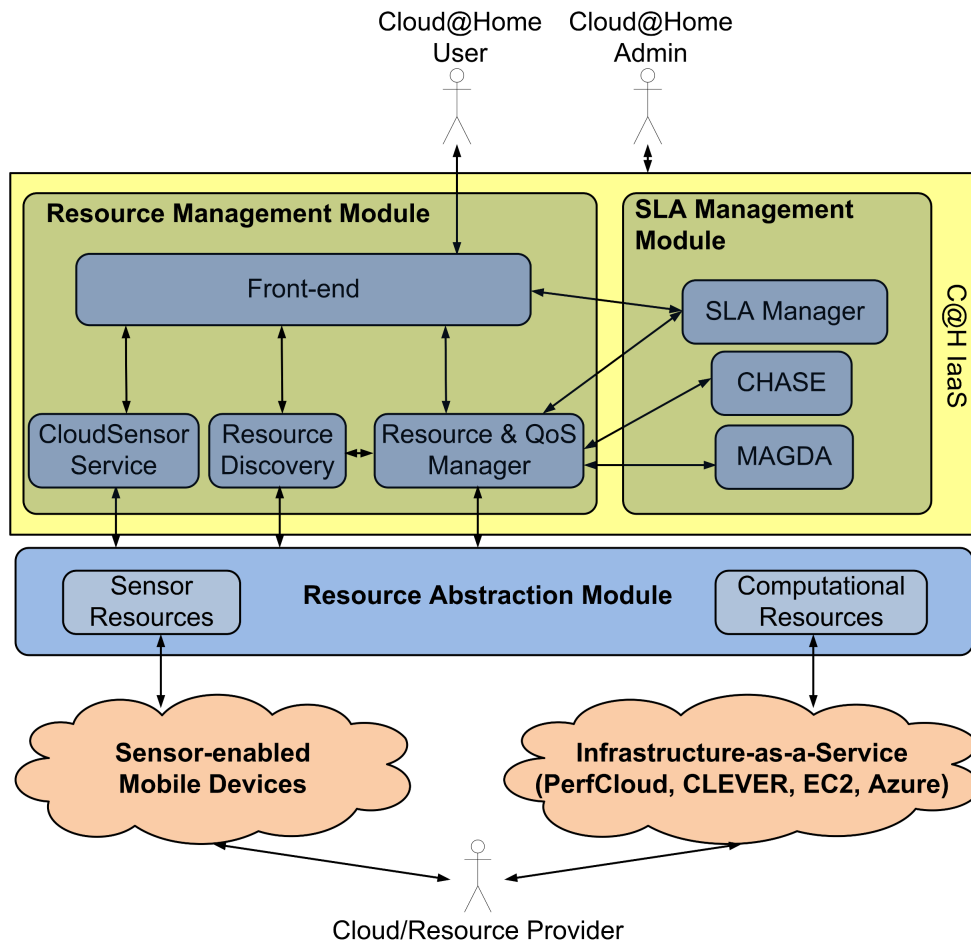 Cloud@Home
User
Cloud@Home
Admin
Resource Management Module
SLA Management
Module
Front-end
SLA Manager
C@H IaaS
CHASE
CloudSensor
Service
Resource
Discovery
Resource & QoS
Manager
MAGDA
Sensor
Resources
Resource Abstraction Module
Computational
Resources
Sensor-enabled
Mobile Devices
Infrastructure-as-a-Service
(PerfCloud, CLEVER, EC2, Azure)
Cloud/Resource Provider